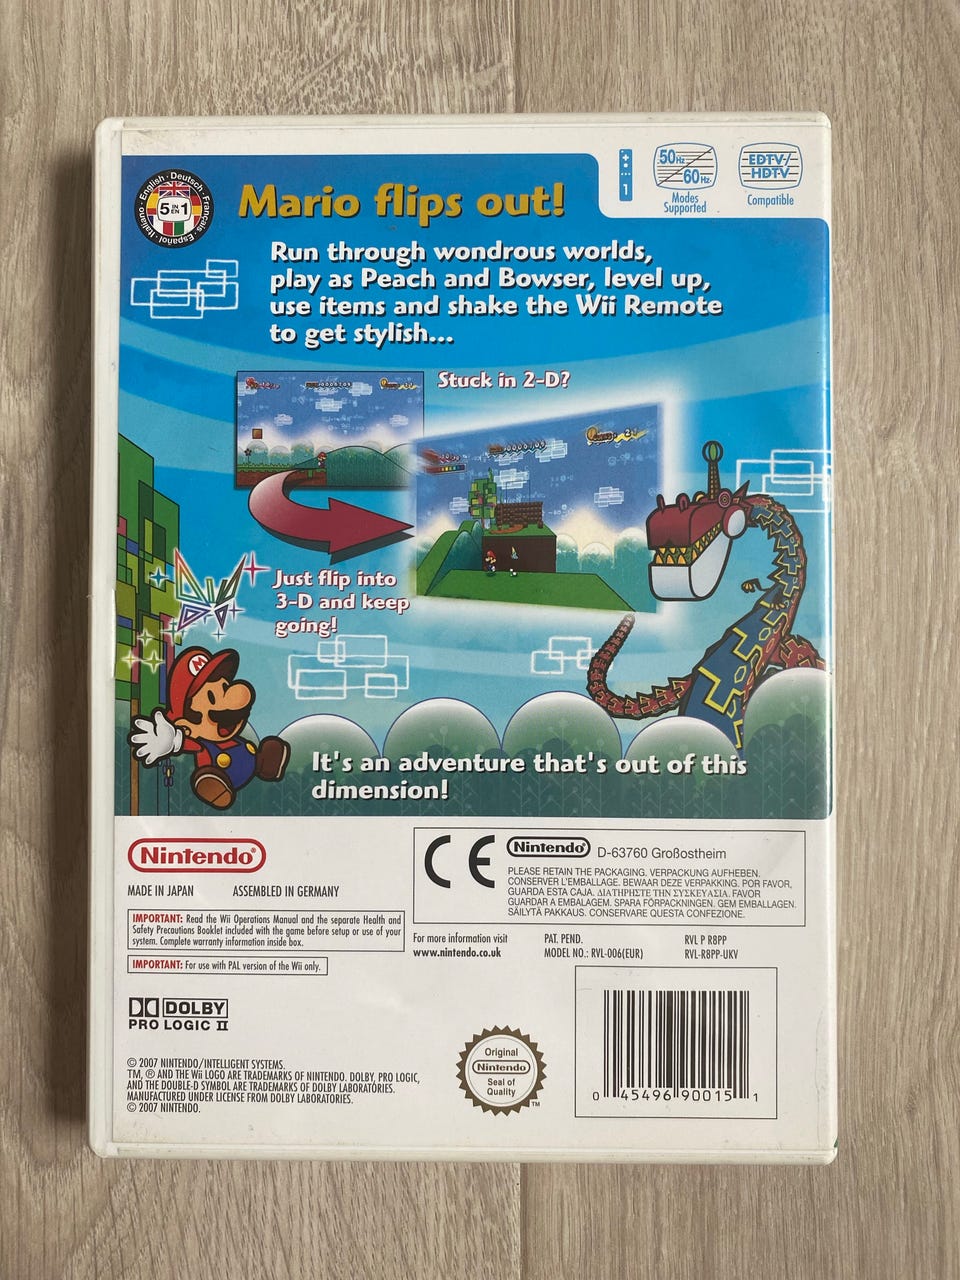 English · Deutsch · Français · Español · Italiano
5 IN EN 1
Mario flips out!
1
50Hz
60Hz
Modes
Supported
EDTV/
HDTV
Compatible
Run through wondrous worlds,
play as Peach and Bowser, level up,
use items and shake the Wii Remote
to get stylish...
Stuck in 2-D?
Just flip into
3-D and keep
going!
M
It's an adventure that's out of this
dimension!
Nintendo®
MADE IN JAPAN ASSEMBLED IN GERMANY
IMPORTANT: Read the Wii Operations Manual and the separate Health and
Safety Precautions Booklet included with the game before setup or use of your
system. Complete warranty information inside box.
IMPORTANT: For use with PAL version of the Wii only.
CE Nintendo® D-63760 Großostheim
PLEASE RETAIN THE PACKAGING. VERPACKUNG AUFHEBEN.
CONSERVER L'EMBALLAGE. BEWAAR DEZE VERPAKKING. POR FAVOR,
GUARDA ESTA CAJA. ΔΙΑΤΗΡΗΣΤΕ ΤΗΝ ΣΥΣΚΕΥΑΣΙΑ. FAVOR
GUARDAR A EMBALAGEM. SPARA FÖRPACKNINGEN. GEM EMBALLAGEN.
SÄILYTÄ PAKKAUS. CONSERVARE QUESTA CONFEZIONE.
For more information visit
www.nintendo.co.uk
PAT. PEND.
MODEL NO.: RVL-006(EUR)
RVL P R8PP
RVL-R8PP-UKV
DOLBY
PRO LOGIC II
© 2007 NINTENDO/INTELLIGENT SYSTEMS.
TM, ® AND THE Wii LOGO ARE TRADEMARKS OF NINTENDO. DOLBY, PRO LOGIC,
AND THE DOUBLE-D SYMBOL ARE TRADEMARKS OF DOLBY LABORATORIES.
MANUFACTURED UNDER LICENSE FROM DOLBY LABORATORIES.
© 2007 NINTENDO.
Original
Nintendo
Seal of
Quality
TM
0 45496 90015 1